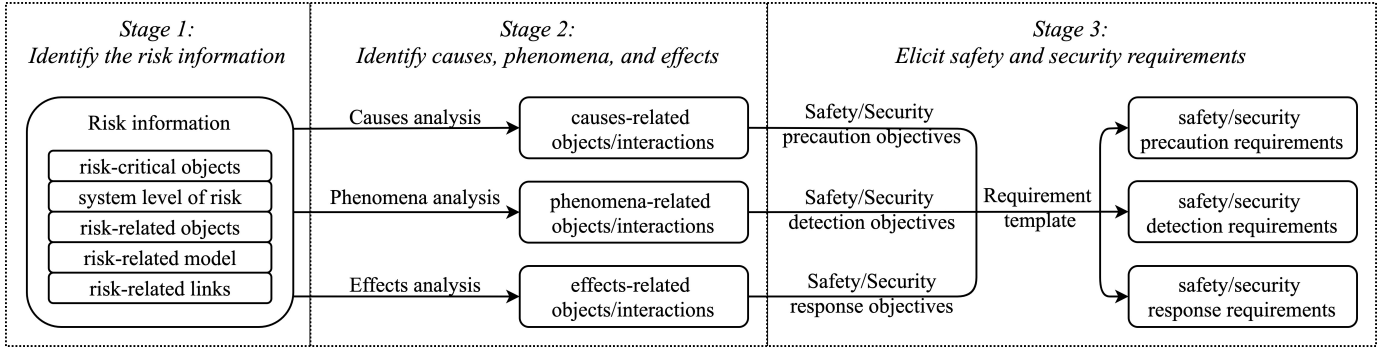 Stage 1:
Identify the risk information
Stage 2:
Identify causes, phenomena, and effects
Stage 3:
Elicit safety and security requirements
Risk information
risk-critical objects
system level of risk
risk-related objects
risk-related model
risk-related links
Causes analysis
Phenomena analysis
Effects analysis
causes-related
objects/interactions
phenomena-related
objects/interactions
effects-related
objects/interactions
Safety/Security
precaution objectives
Safety/Security
detection objectives
Safety/Security
response objectives
Requirement
template
safety/security
precaution requirements
safety/security
detection requirements
safety/security
response requirements